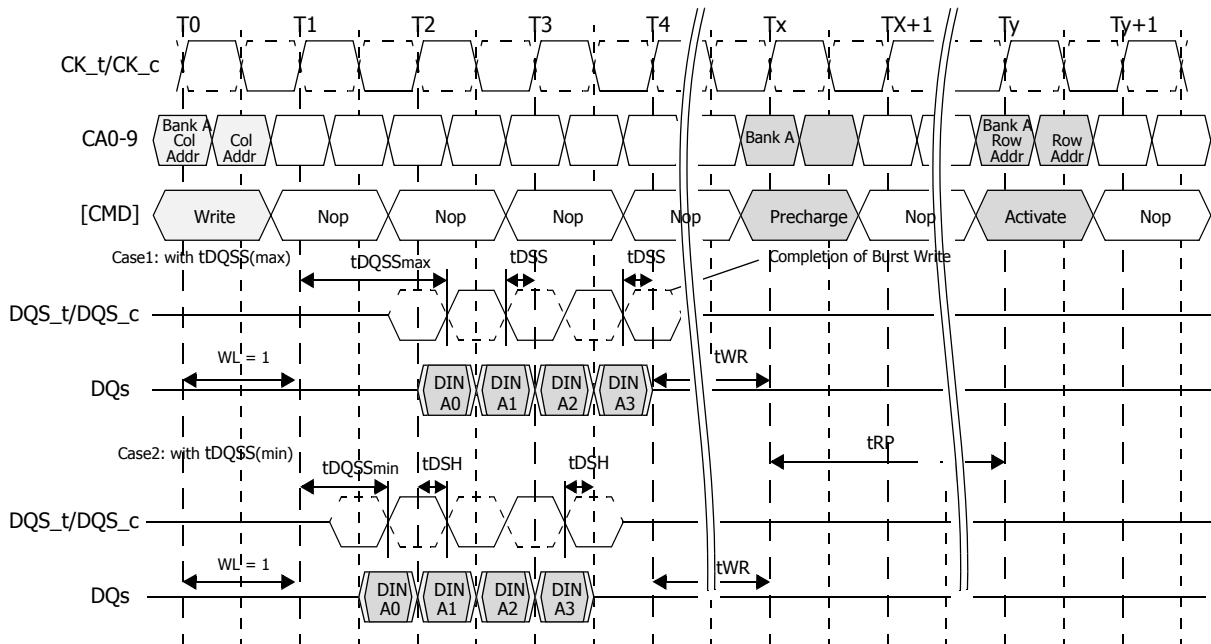 T0 T1 T2 T3 T4 Tx TX+1 Ty Ty+1
CK_t/CK_c
CA0-9
Bank A
Col
Addr
Col
Addr
Bank A
Bank A
Row
Addr
Row
Addr
[CMD] Write Nop Nop Nop Nop Precharge Nop Activate Nop
Case1: with tDQSS(max)
tDQSSmax tDSS tDSS
Completion of Burst Write
DQS_t/DQS_c
WL = 1
tWR
DQs
DIN
A0
DIN
A1
DIN
A2
DIN
A3
Case2: with tDQSS(min)
tDQSSmin tDSH tDSH
tRP
DQS_t/DQS_c
WL = 1
tWR
DQs
DIN
A0
DIN
A1
DIN
A2
DIN
A3